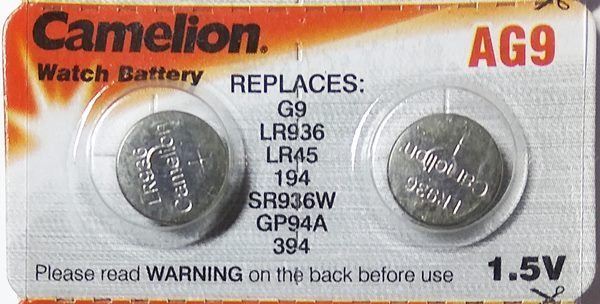 Camelion®
AG9
Watch Battery
REPLACES:
G9
LR936
LR45
194
SR936W
GP94A
394
Camelion
LR936
Camelion
LR936
Please read WARNING on the back before use
1.5V